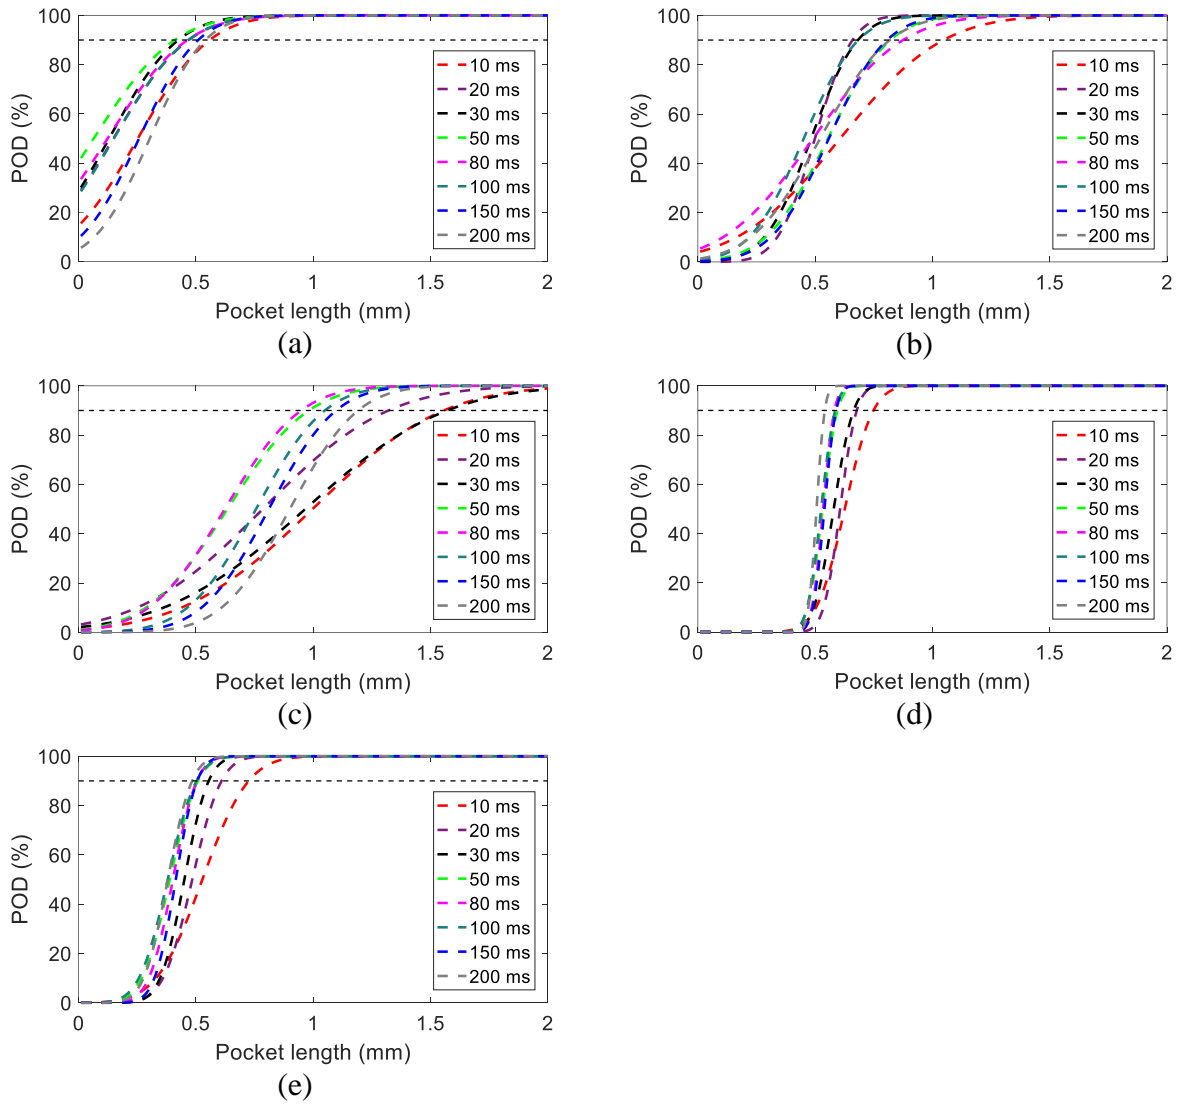 100
80
60
40
20
0
POD (%)
0 0.5 1 1.5 2
Pocket length (mm)
10 ms
20 ms
30 ms
50 ms
80 ms
100 ms
150 ms
200 ms
(a)
100
80
60
40
20
0
POD (%)
0 0.5 1 1.5 2
Pocket length (mm)
10 ms
20 ms
30 ms
50 ms
80 ms
100 ms
150 ms
200 ms
(b)
100
80
60
40
20
0
POD (%)
0 0.5 1 1.5 2
Pocket length (mm)
10 ms
20 ms
30 ms
50 ms
80 ms
100 ms
150 ms
200 ms
(c)
100
80
60
40
20
0
POD (%)
0 0.5 1 1.5 2
Pocket length (mm)
10 ms
20 ms
30 ms
50 ms
80 ms
100 ms
150 ms
200 ms
(d)
100
80
60
40
20
0
POD (%)
0 0.5 1 1.5 2
Pocket length (mm)
10 ms
20 ms
30 ms
50 ms
80 ms
100 ms
150 ms
200 ms
(e)